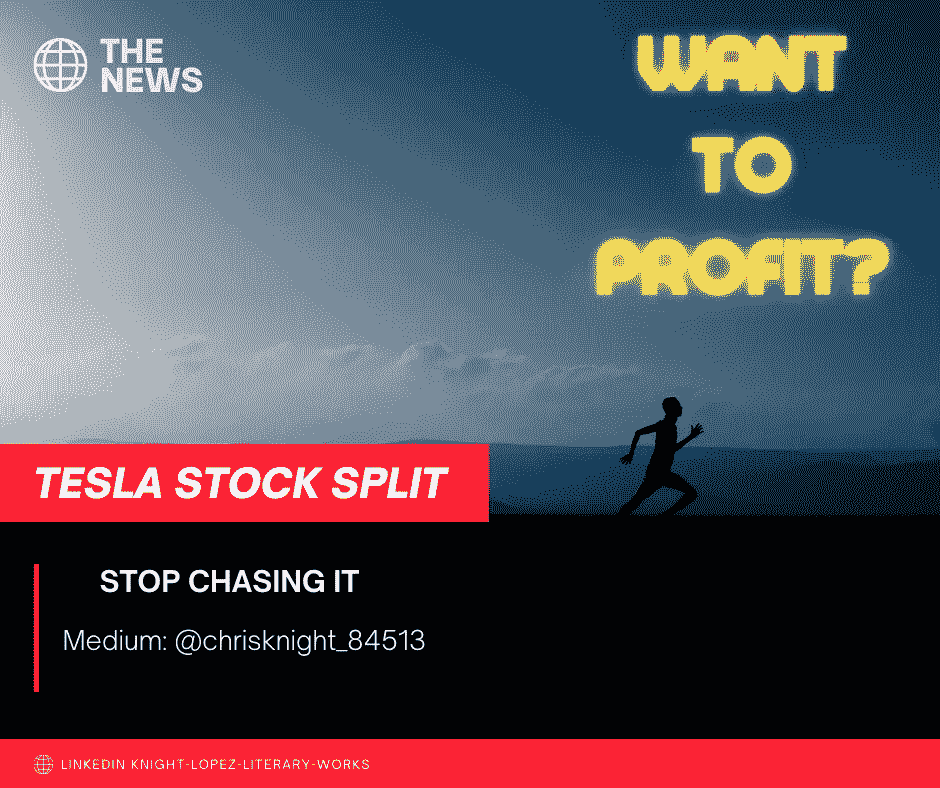 THE
NEWS
WANT
TO
PROFIT?
TESLA STOCK SPLIT
STOP CHASING IT
Medium: @chrisknight_84513
LINKEDIN KNIGHT-LOPEZ-LITERARY-WORKS